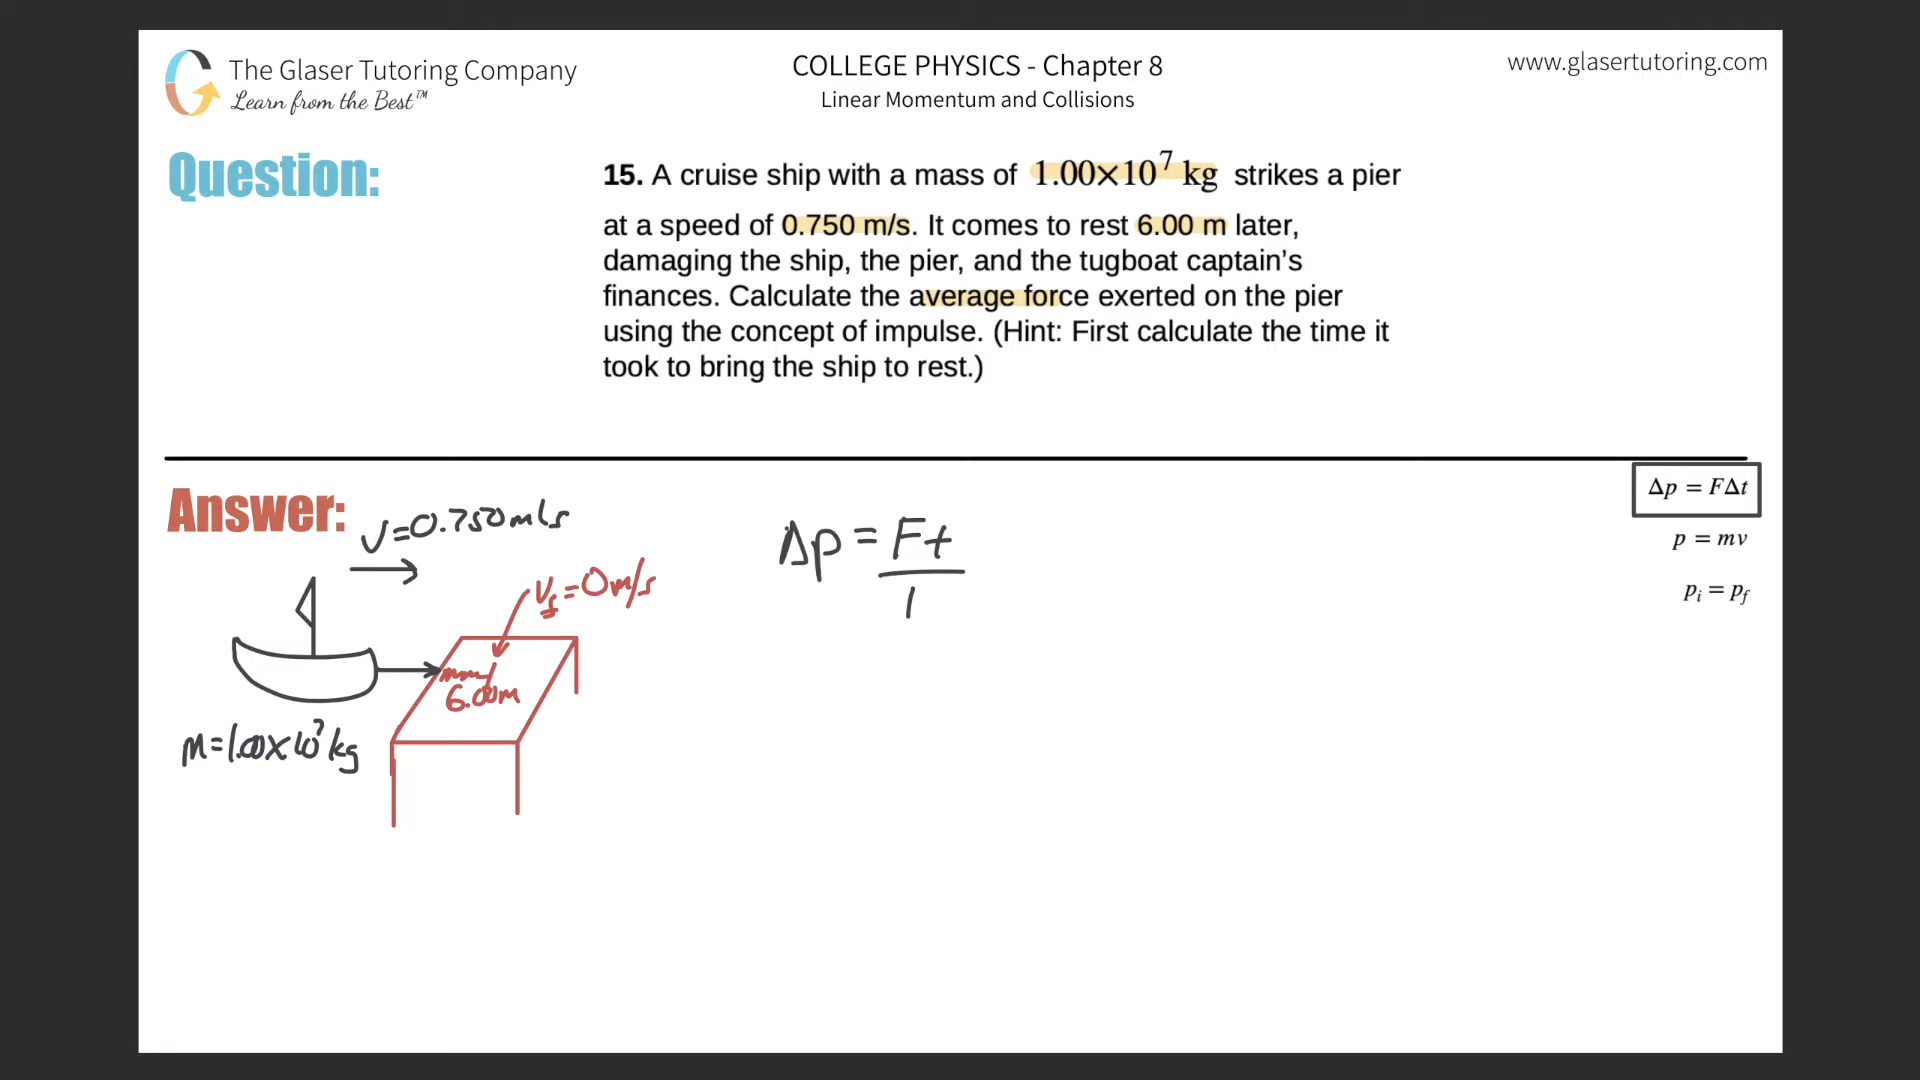 The Glaser Tutoring Company
Learn from the Best™
COLLEGE PHYSICS - Chapter 8
Linear Momentum and Collisions
www.glasertutoring.com
Question:
15. A cruise ship with a mass of 1.00×10⁷ kg strikes a pier
at a speed of 0.750 m/s. It comes to rest 6.00 m later,
damaging the ship, the pier, and the tugboat captain's
finances. Calculate the average force exerted on the pier
using the concept of impulse. (Hint: First calculate the time it
took to bring the ship to rest.)
Answer:
v=0.750m/s
v_f=0m/s
6.00m
m=1.00×10⁷kg
Δp = Ft
Δp = FΔt
p = mv
pᵢ = p_f